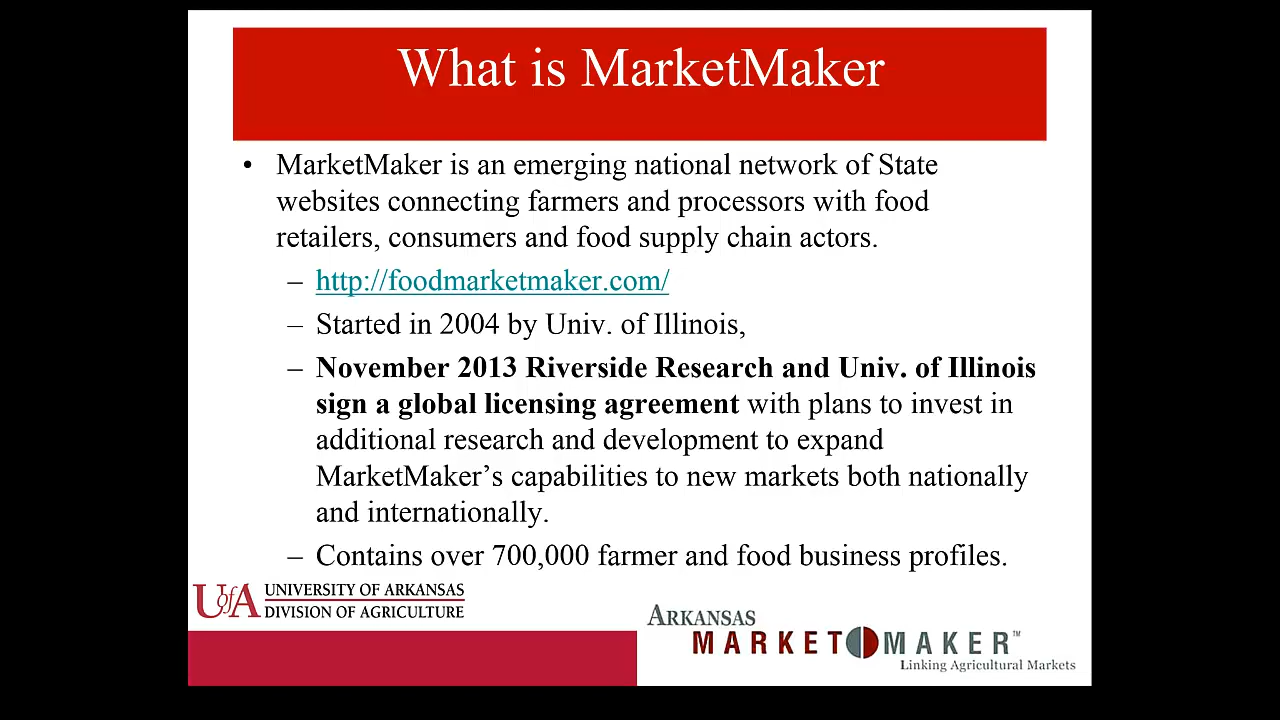 What is MarketMaker
• MarketMaker is an emerging national network of State
websites connecting farmers and processors with food
retailers, consumers and food supply chain actors.
– http://foodmarketmaker.com/
– Started in 2004 by Univ. of Illinois,
– November 2013 Riverside Research and Univ. of Illinois
sign a global licensing agreement with plans to invest in
additional research and development to expand
MarketMaker’s capabilities to new markets both nationally
and internationally.
– Contains over 700,000 farmer and food business profiles.
UofA UNIVERSITY OF ARKANSAS
DIVISION OF AGRICULTURE
ARKANSAS
MARKET MAKER™
Linking Agricultural Markets